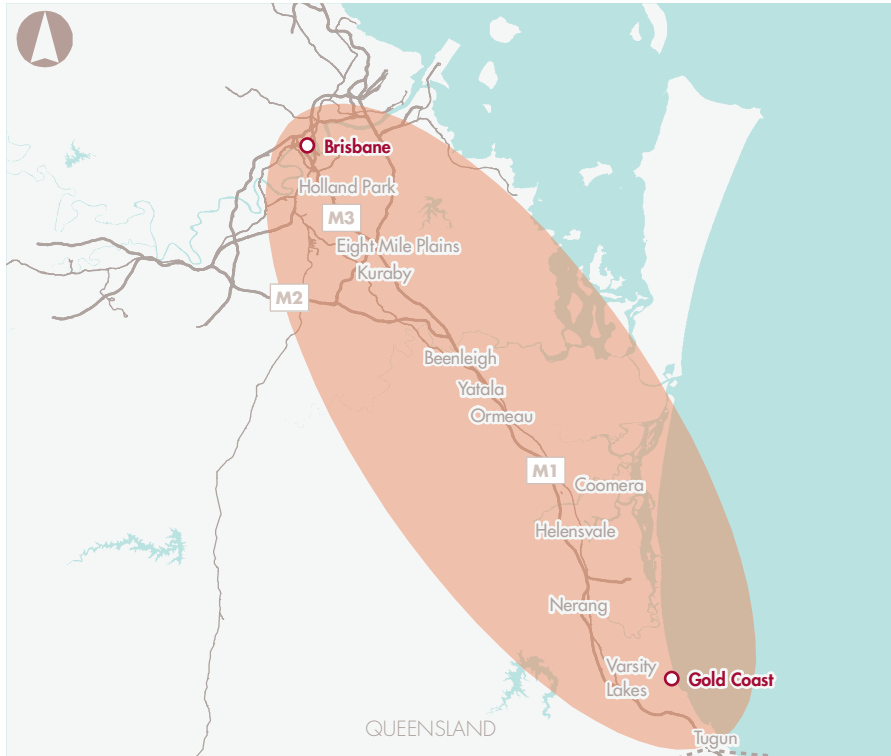 Brisbane
Holland Park
M3
Eight Mile Plains
Kuraby
M2
Beenleigh
Yatala
Ormeau
M1
Coomera
Helensvale
Nerang
Varsity
Lakes
Gold Coast
QUEENSLAND
Tugun